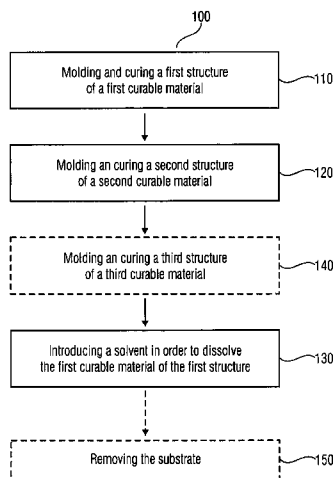 100
Molding and curing a first structure
of a first curable material
110
Molding an curing a second structure
of a second curable material
120
Molding an curing a third structure
of a third curable material
140
Introducing a solvent in order to dissolve
the first curable material of the first structure
130
Removing the substrate
150